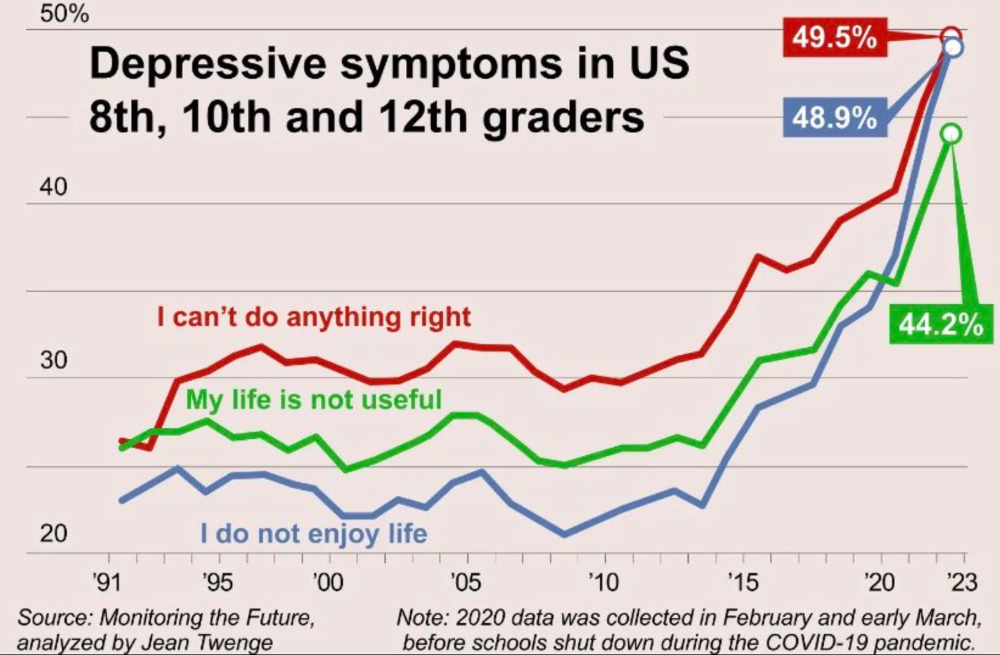 50%
Depressive symptoms in US
8th, 10th and 12th graders
49.5%
48.9%
40
I can’t do anything right
44.2%
30
My life is not useful
I do not enjoy life
20
’91 ’95 ’00 ’05 ’10 ’15 ’20 ’23
Source: Monitoring the Future,
analyzed by Jean Twenge
Note: 2020 data was collected in February and early March,
before schools shut down during the COVID-19 pandemic.